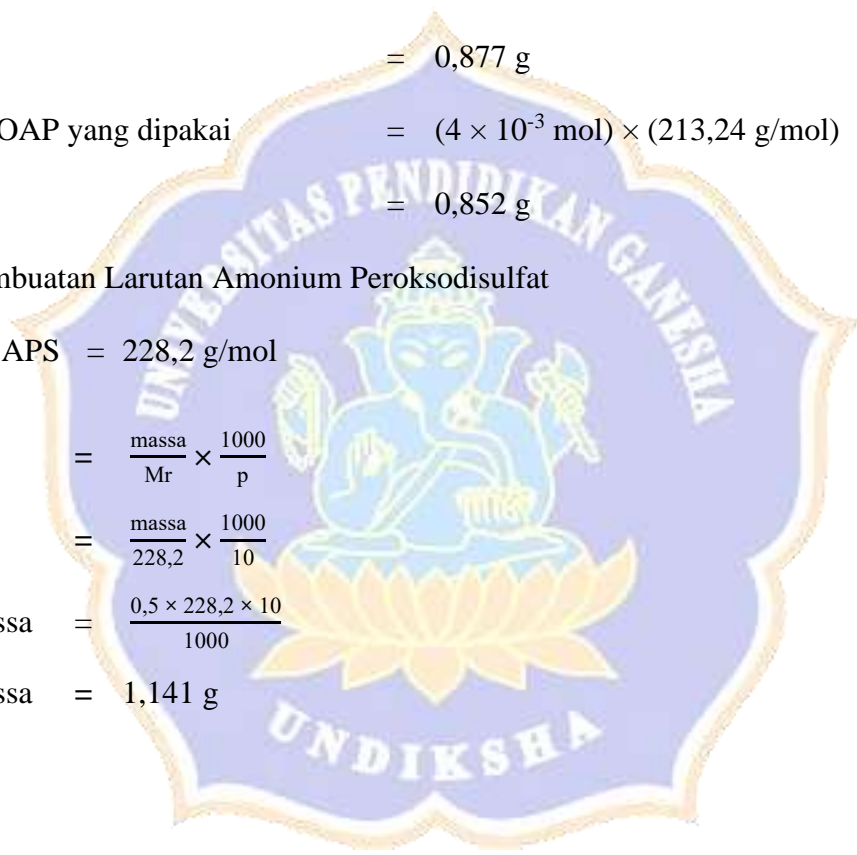 = 0,877 g
OAP yang dipakai = (4 × 10⁻³ mol) × (213,24 g/mol)
= 0,852 g
mbuatan Larutan Amonium Peroksodisulfat
APS = 228,2 g/mol
= massa/Mr × 1000/p
= massa/228,2 × 1000/10
ssa = 0,5 × 228,2 × 10/1000
ssa = 1,141 g
UNIVERSITAS PENDIDIKAN GANESHA
UNDIKSHA